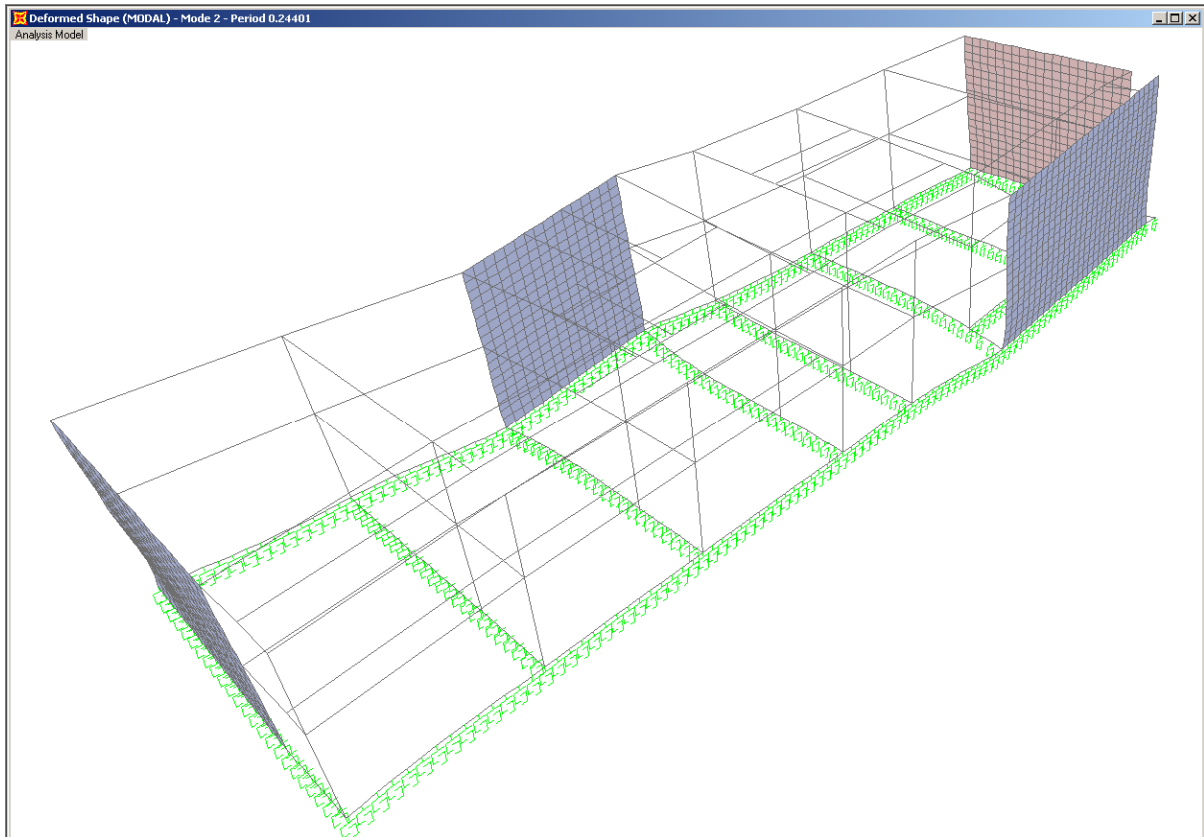 Deformed Shape (MODAL) - Mode 2 - Period 0.24401
Analysis Model